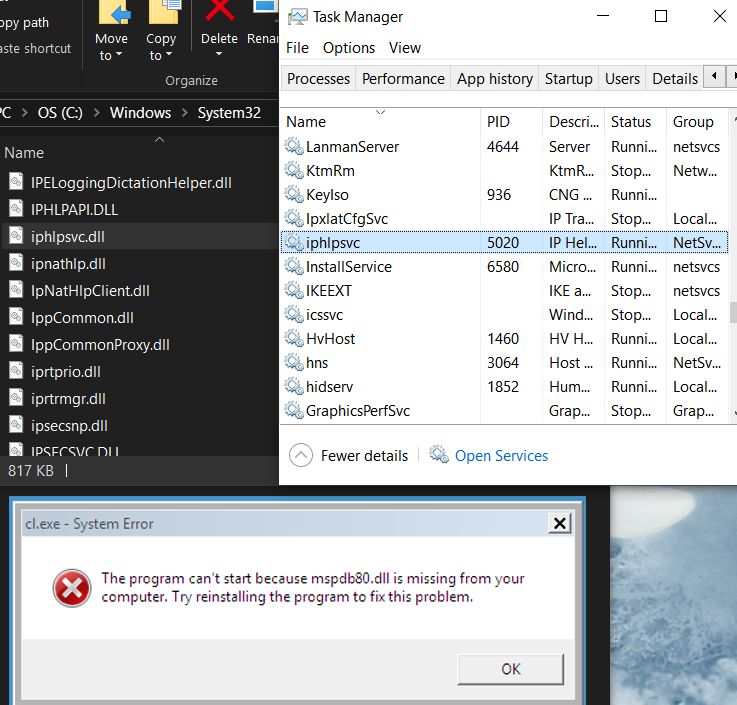 opy path
aste shortcut
Move
to
Copy
to
Delete
Renan
Organize
PC > OS (C:) > Windows > System32
Name
IPELoggingDictationHelper.dll
IPHLPAPI.DLL
iphlpsvc.dll
ipnathlp.dll
IpNatHlpClient.dll
IppCommon.dll
IppCommonProxy.dll
iprtprio.dll
iprtrmgr.dll
ipsecsnp.dll
IPSECSVC.DLL
817 KB
Task Manager
File Options View
Processes Performance App history Startup Users Details
Name PID Descri... Status Group
LanmanServer 4644 Server Runni... netsvcs
KtmRm KtmR... Stop... Netw...
KeyIso 936 CNG ... Runni...
IpxlatCfgSvc IP Tra... Stop... Local...
iphlpsvc 5020 IP Hel... Runni... NetSv...
InstallService 6580 Micro... Runni... netsvcs
IKEEXT IKE a... Stop... netsvcs
icssvc Wind... Stop... Local...
HvHost 1460 HV H... Runni... Local...
hns 3064 Host ... Runni... NetSv...
hidserv 1852 Hum... Runni... Local...
GraphicsPerfSvc Grap... Stop... Grap...
Fewer details Open Services
cl.exe - System Error
The program can't start because mspdb80.dll is missing from your
computer. Try reinstalling the program to fix this problem.
OK